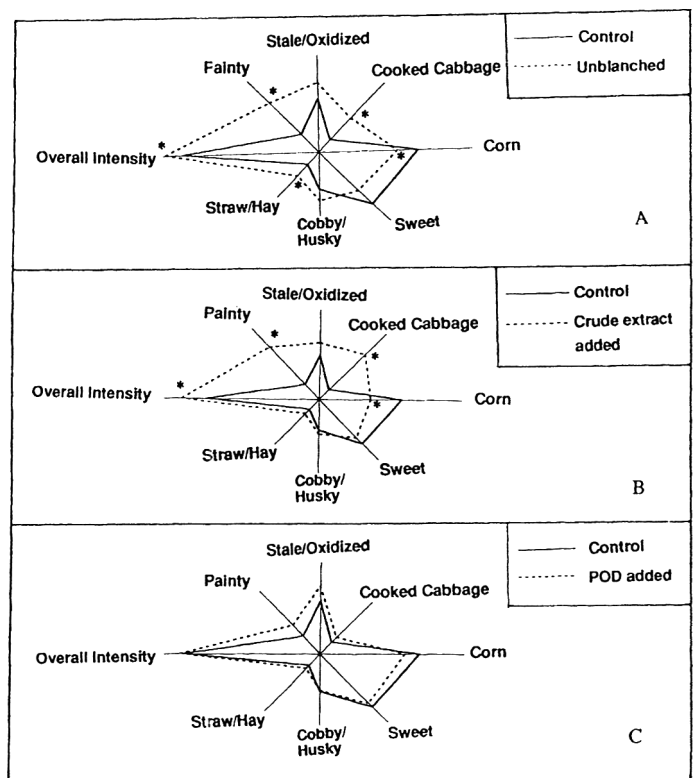 Stale/Oxidized
Control
Unblanched
Fainty
*
Cooked Cabbage
*
*
Overall Intensity
Corn
*
*
Straw/Hay
Cobby/
Husky
Sweet
A
Stale/Oxidized
Control
Crude extract
added
Painty
*
Cooked Cabbage
*
*
Overall Intensity
Corn
*
Straw/Hay
Cobby/
Husky
Sweet
B
Stale/Oxidized
Control
POD added
Painty
Cooked Cabbage
Overall Intensity
Corn
Straw/Hay
Cobby/
Husky
Sweet
C